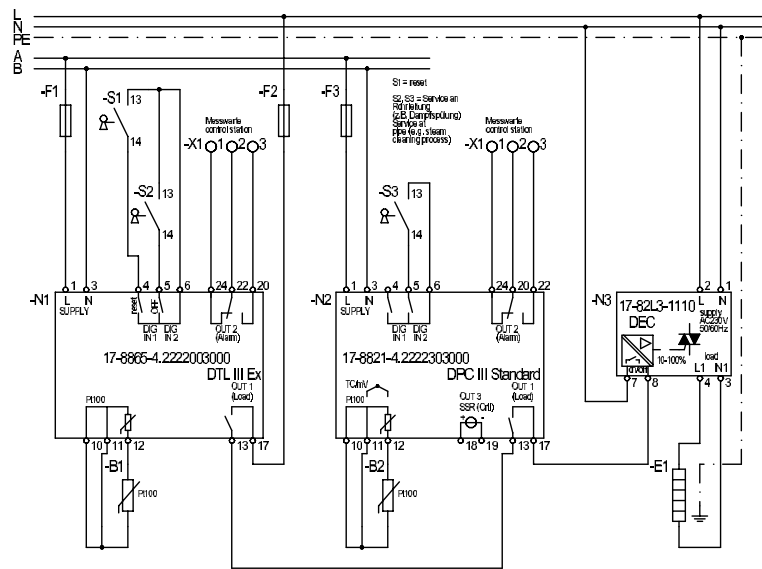 L
N
PE
A
B
-F1
-S1
13
14
-S2
13
14
Messwarte
control station
-X1 1 2 3
-F2
-F3
S1 = reset
S2, S3 = Service an
Rohrleitung
(z.B. Dampfspülung)
Service at
pipe (e.g. steam
cleaning process)
-S3
13
14
Messwarte
control station
-X1 1 2 3
-N1
1 3 4 5 6 24 22 20
L N
SUPPLY
reset
OFF
DIG
IN 1
DIG
IN 2
OUT 2
(Alarm)
17-8865-4.2222003000
DTL III Ex
Pt100
OUT 1
(Load)
10 11 12 13 17
-B1
Pt100
-N2
1 3 4 5 6 24 20 22
L N
SUPPLY
DIG
IN 1
DIG
IN 2
OUT 2
(Alarm)
17-8821-4.2222303000
TC/mV
DPC III Standard
Pt100
OUT 3
SSR (Ctrl)
+ -
OUT 1
(Load)
10 11 12 18 19 13 17
-B2
Pt100
-N3
2 1
17-82L3-1110
L N
DEC
supply
AC230V
50/60Hz
10-100%
load
L1 N1
7 8 4 3
-E1